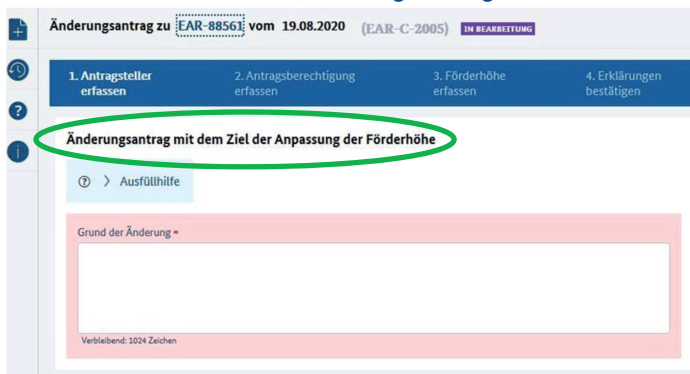 Änderungsantrag zu EAR-88561 vom 19.08.2020 (EAR-C-2005) IN BEARBEITUNG
1. Antragsteller 2. Antragsberechtigung 3. Förderhöhe 4. Erklärungen
erfassen erfassen erfassen bestätigen
Änderungsantrag mit dem Ziel der Anpassung der Förderhöhe
? > Ausfüllhilfe
Grund der Änderung *
Verbleibend: 1024 Zeichen